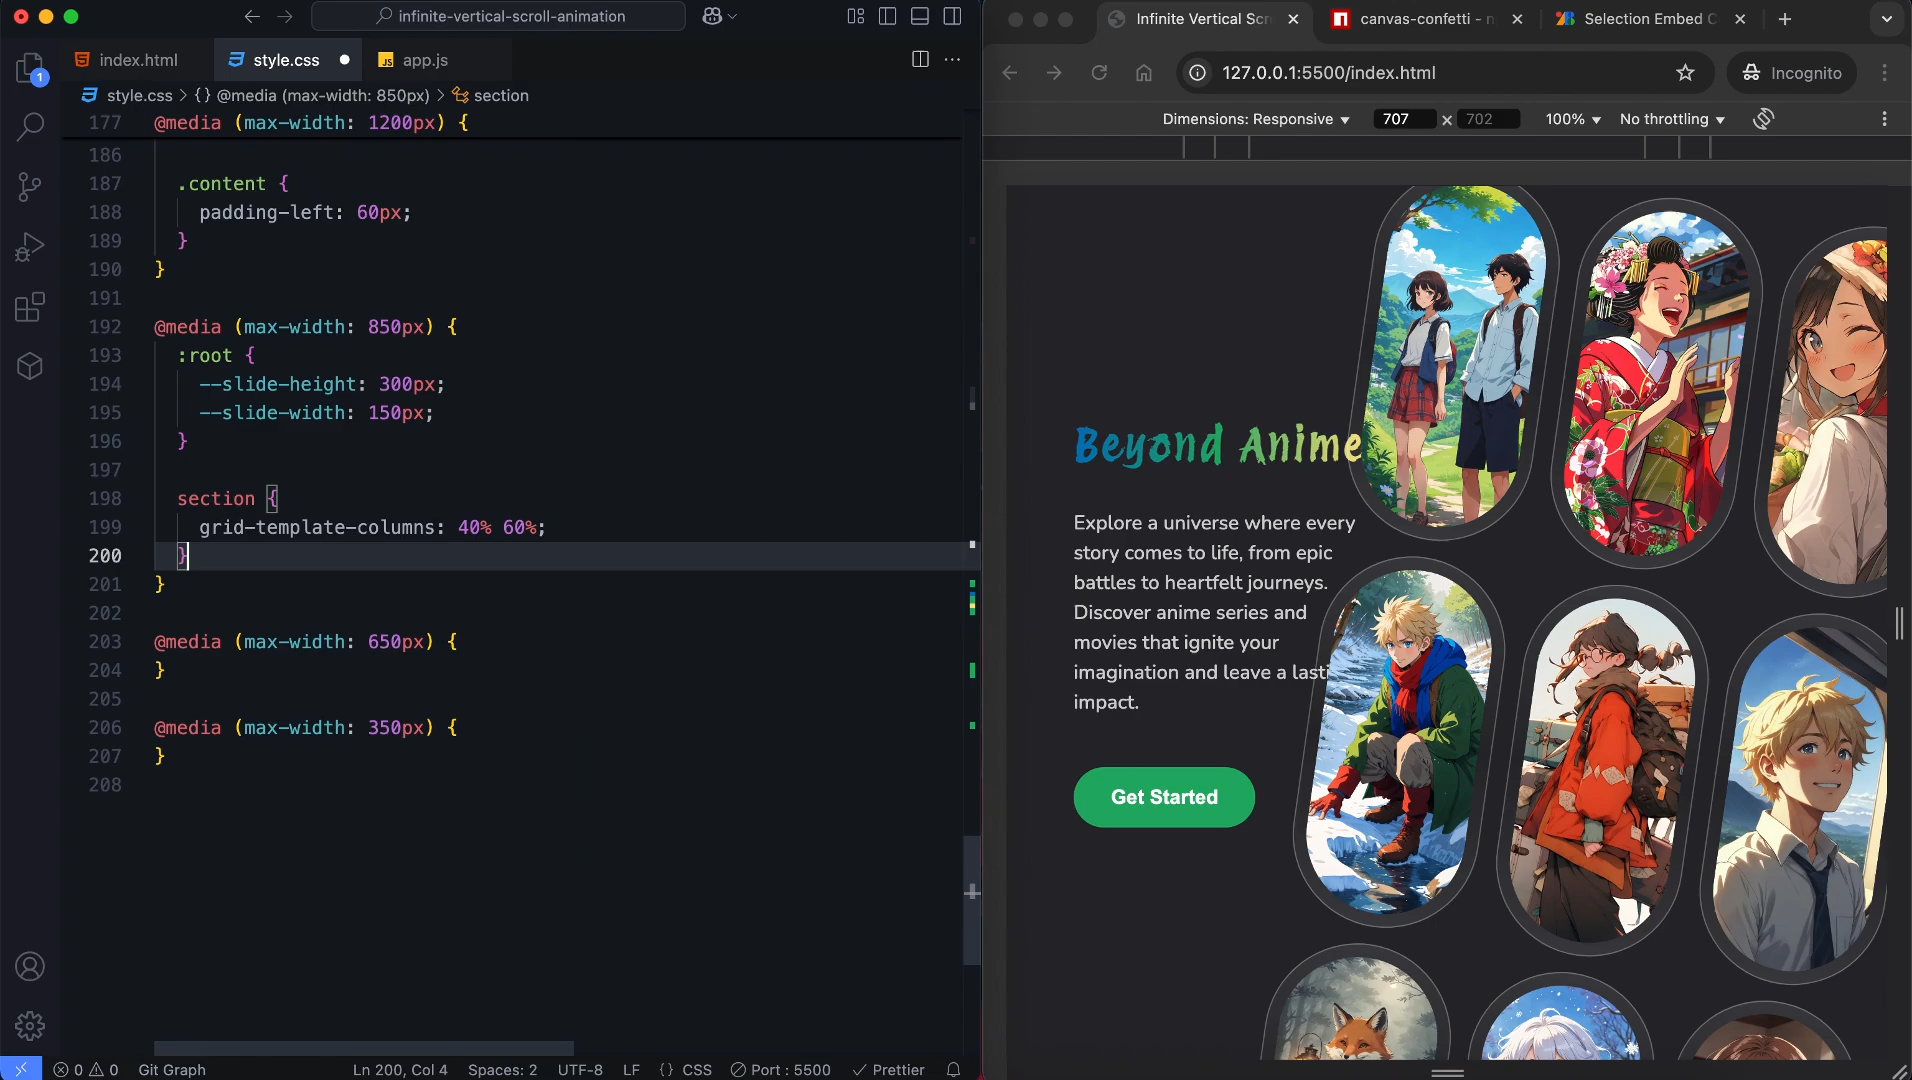 infinite-vertical-scroll-animation
index.html
style.css
app.js
style.css > {} @media (max-width: 850px) > section
177 @media (max-width: 1200px) {
186
187 .content {
188 padding-left: 60px;
189 }
190 }
191
192 @media (max-width: 850px) {
193 :root {
194 --slide-height: 300px;
195 --slide-width: 150px;
196 }
197
198 section {
199 grid-template-columns: 40% 60%;
200 }
201 }
202
203 @media (max-width: 650px) {
204 }
205
206 @media (max-width: 350px) {
207 }
208
1
0 0 Git Graph Ln 200, Col 4 Spaces: 2 UTF-8 LF {} CSS Port : 5500 Prettier
Infinite Vertical Scr
canvas-confetti - n
Selection Embed C
127.0.0.1:5500/index.html
Incognito
Dimensions: Responsive 707 x 702 100% No throttling
Beyond Anime
Explore a universe where every
story comes to life, from epic
battles to heartfelt journeys.
Discover anime series and
movies that ignite your
imagination and leave a lasti
impact.
Get Started